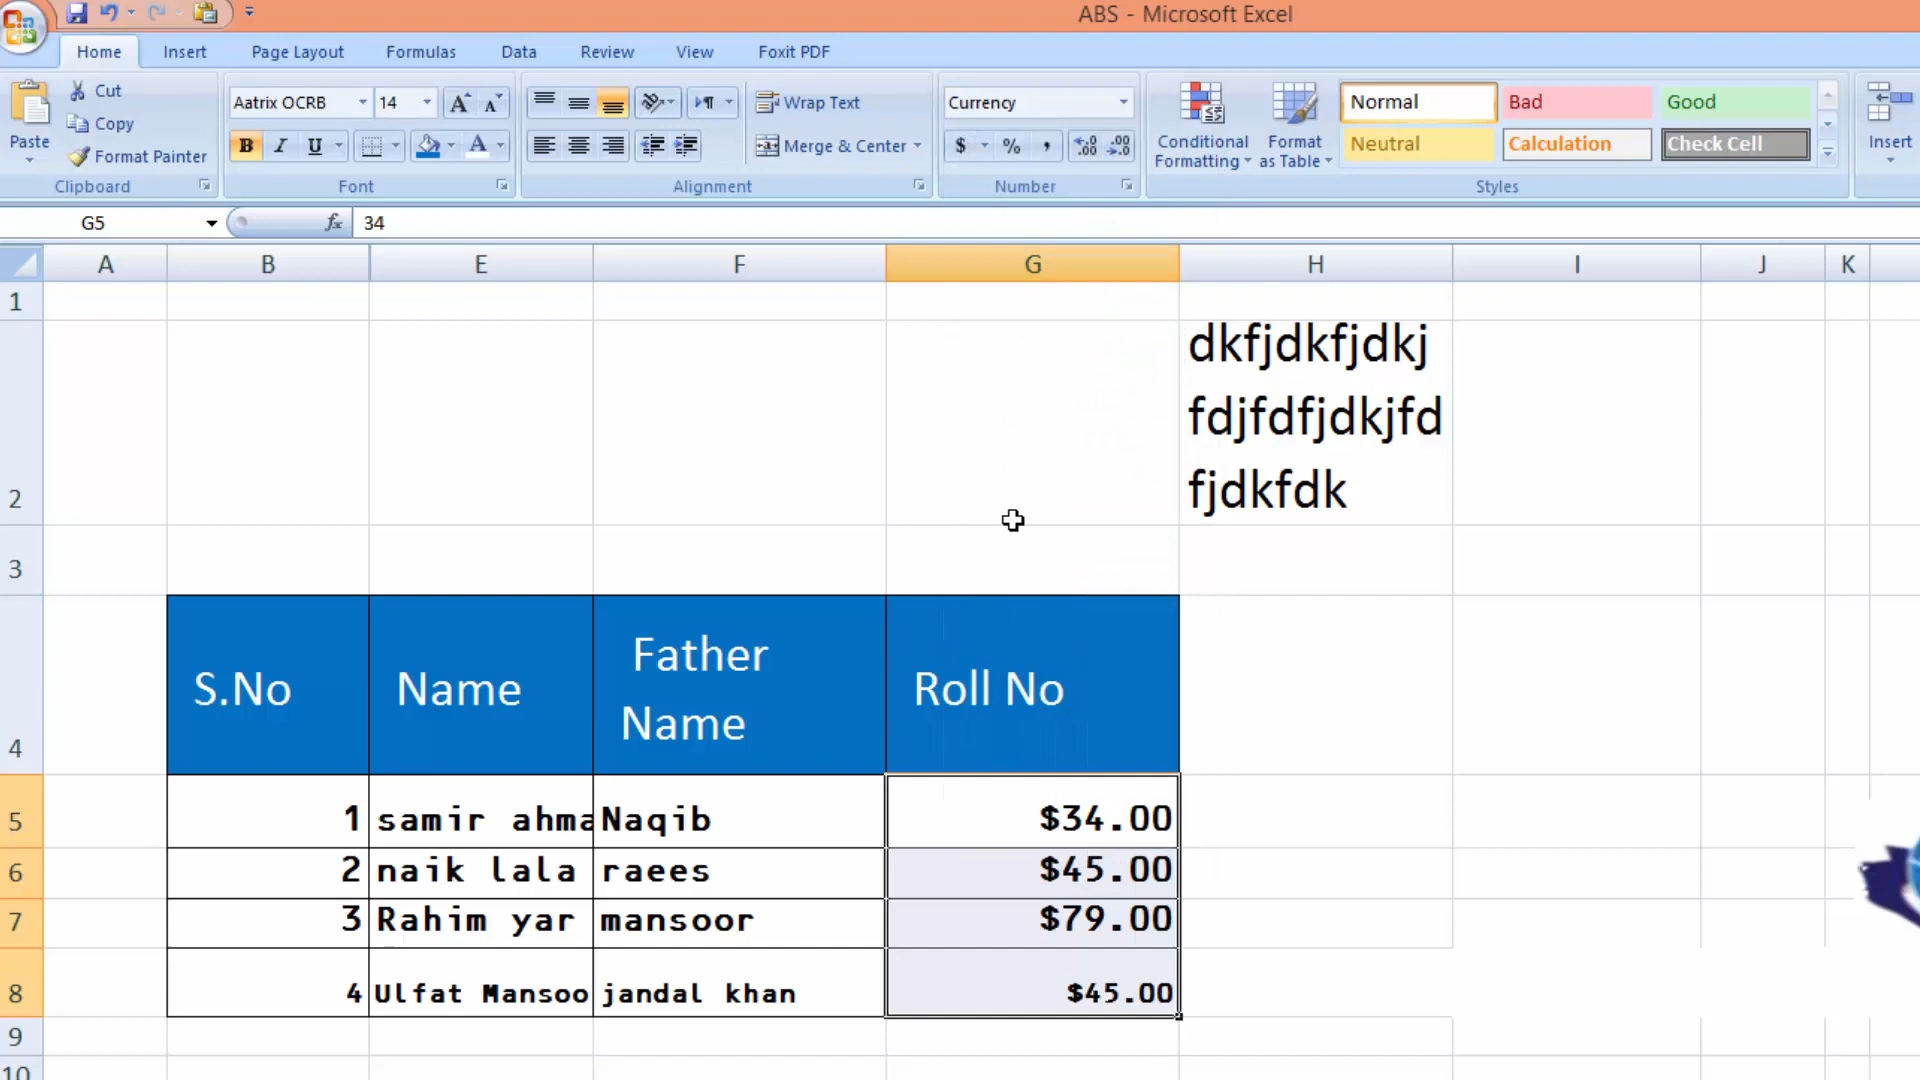 ABS - Microsoft Excel
Home Insert Page Layout Formulas Data Review View Foxit PDF
Paste
Cut
Copy
Format Painter
Clipboard
Aatrix OCRB 14
B I U
Font
Wrap Text
Merge & Center
Alignment
Currency
$ % ,
Number
Conditional Formatting
Format as Table
Normal Bad Good
Neutral Calculation Check Cell
Styles
Insert
G5 fx 34
A B E F G H I J K
1
2
dkfjdkfjdkj
fdjfdfjdkjfd
fjdkfdk
3
4 S.No Name Father Name Roll No
5 1 samir ahma Naqib $34.00
6 2 naik lala raees $45.00
7 3 Rahim yar mansoor $79.00
8 4 Ulfat Mansoo jandal khan $45.00
9
10